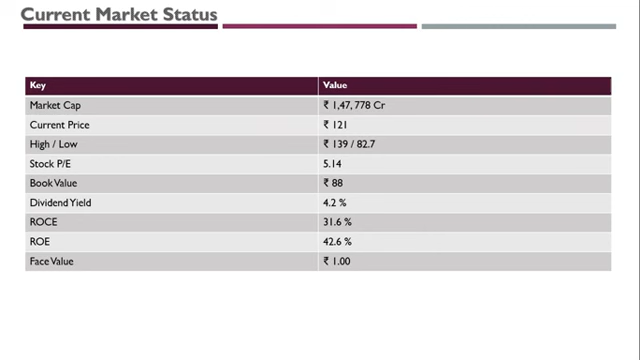 Current Market Status
Key Value
Market Cap ₹ 1,47, 778 Cr
Current Price ₹ 121
High / Low ₹ 139 / 82.7
Stock P/E 5.14
Book Value ₹ 88
Dividend Yield 4.2 %
ROCE 31.6 %
ROE 42.6 %
Face Value ₹ 1.00